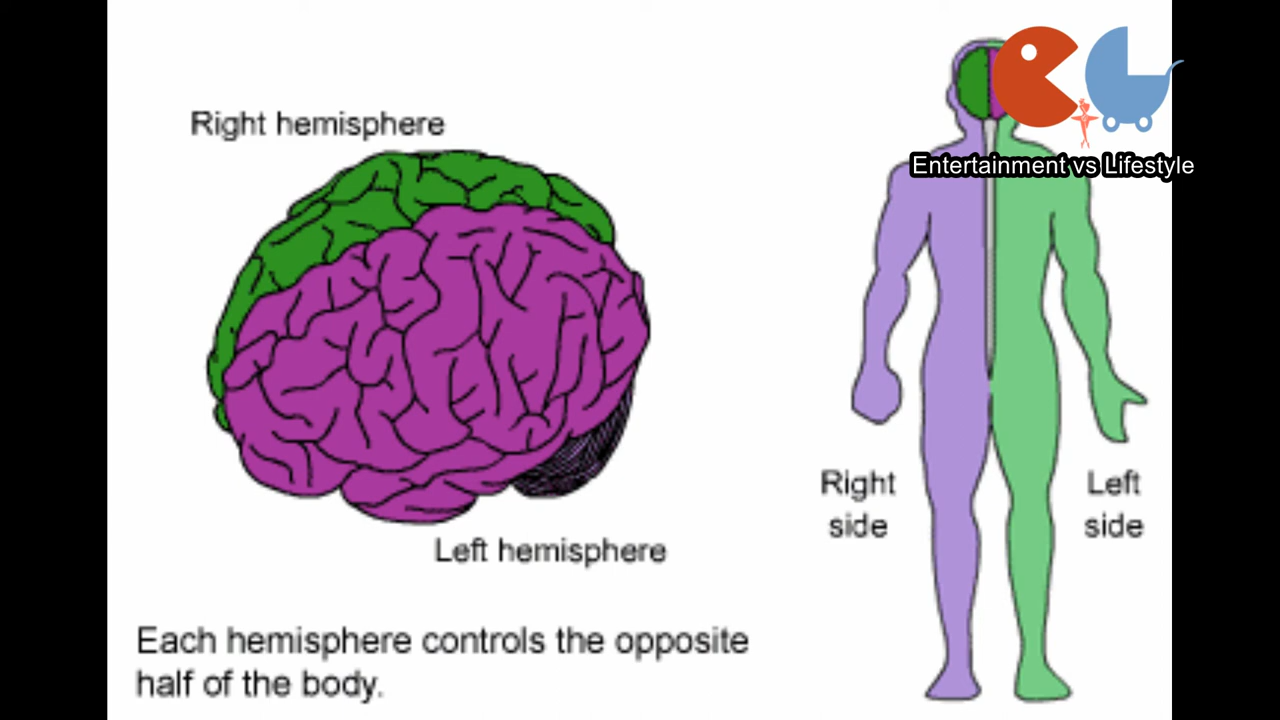 Right hemisphere
Entertainment vs Lifestyle
Right
side
Left
side
Left hemisphere
Each hemisphere controls the opposite
half of the body.